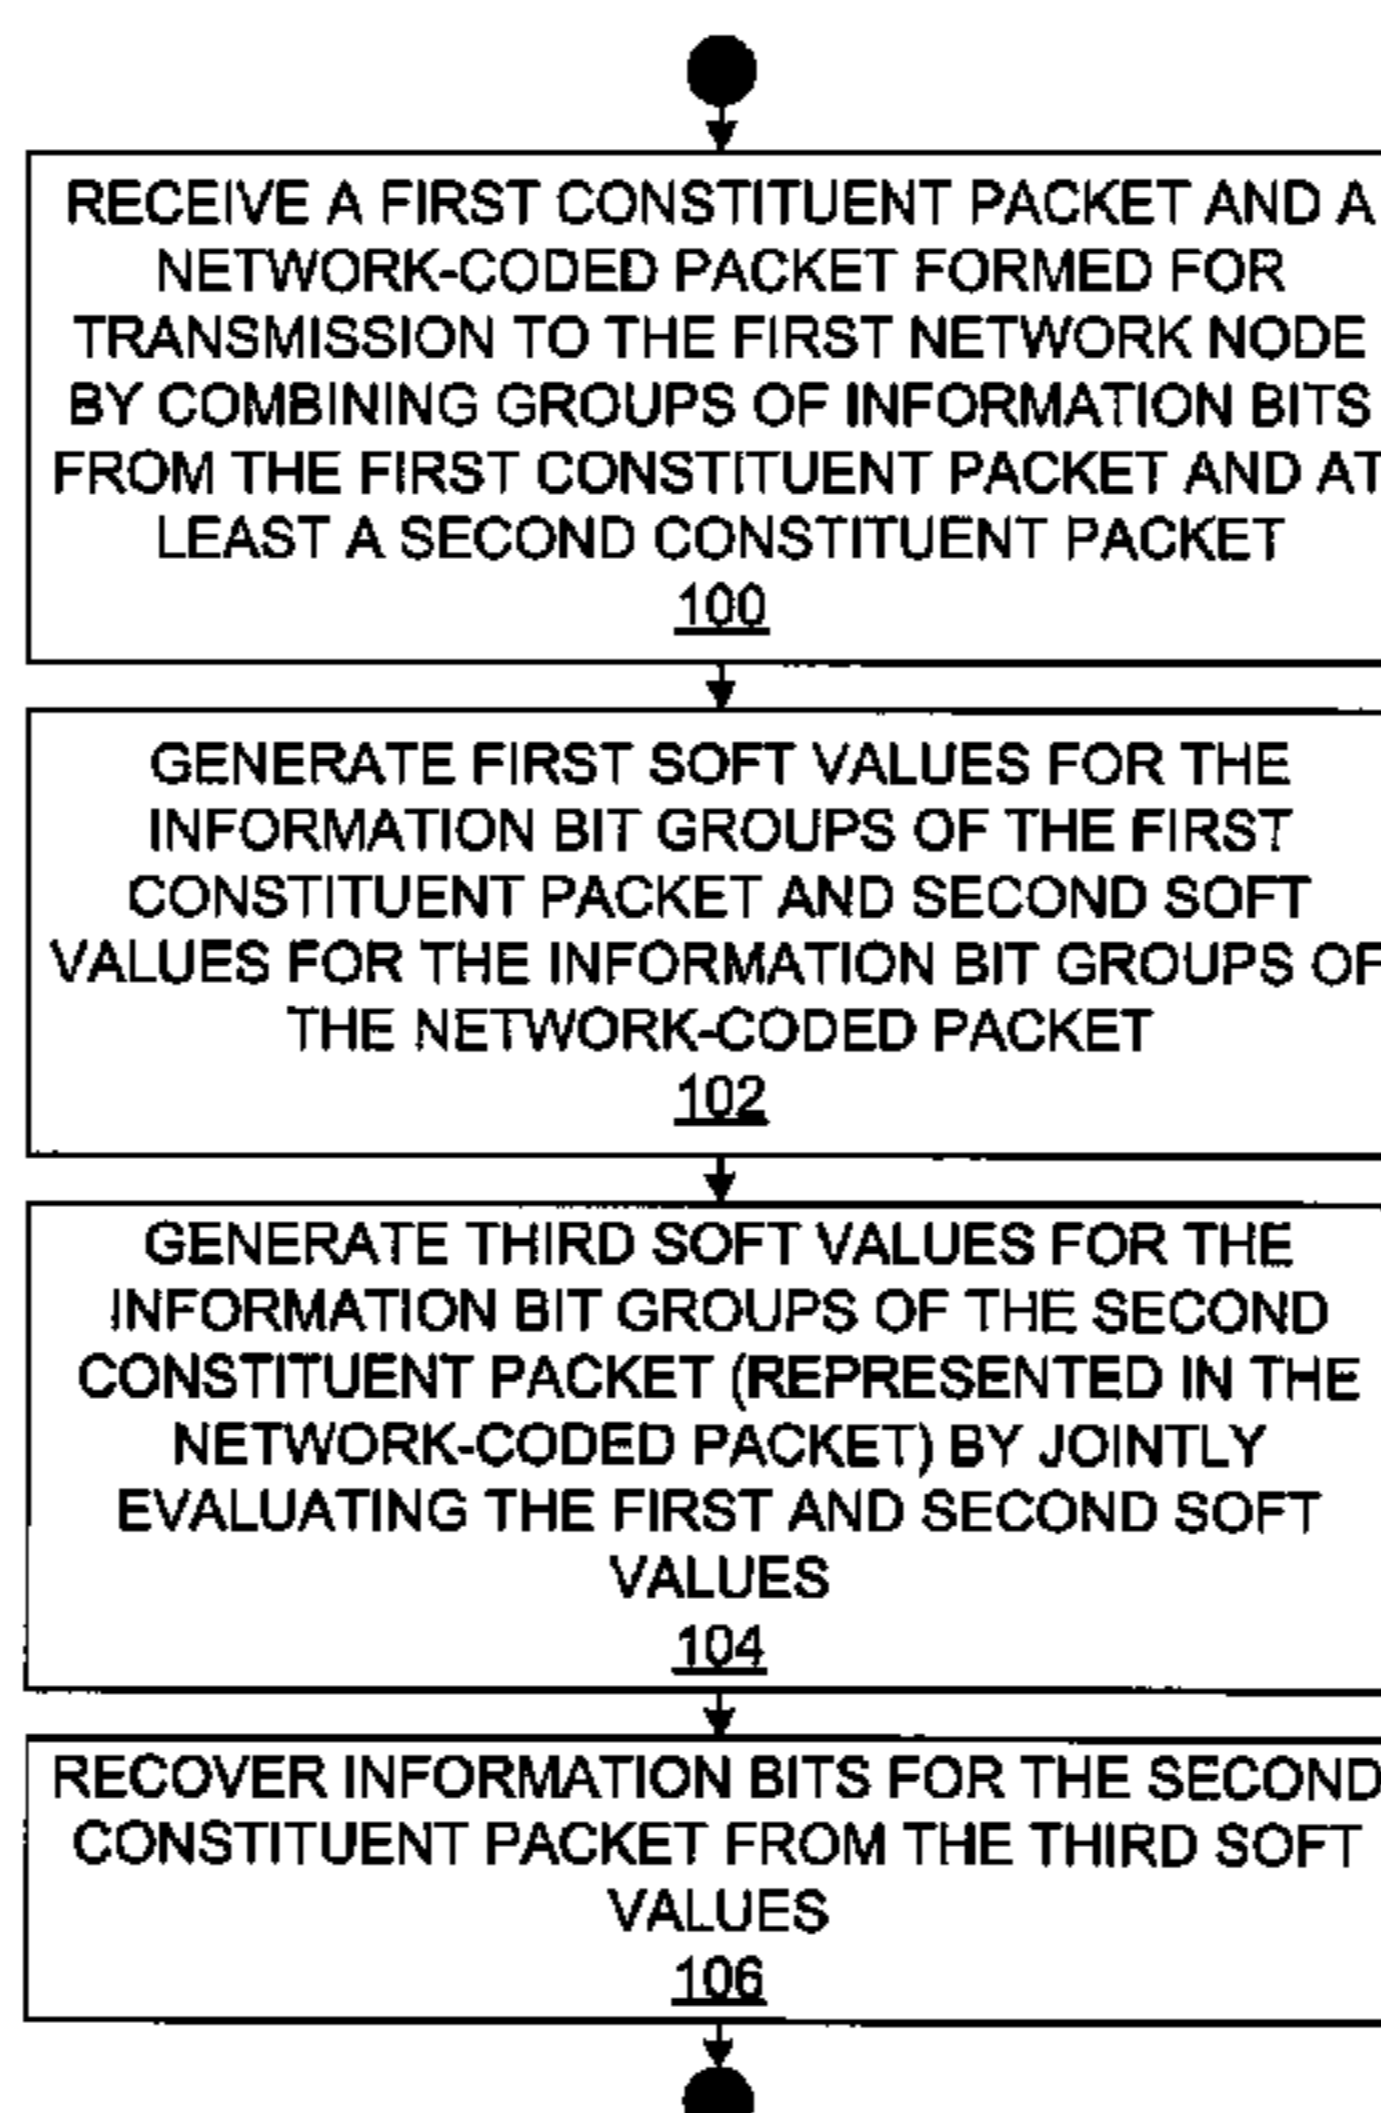 RECEIVE A FIRST CONSTITUENT PACKET AND A
NETWORK-CODED PACKET FORMED FOR
TRANSMISSION TO THE FIRST NETWORK NODE
BY COMBINING GROUPS OF INFORMATION BITS
FROM THE FIRST CONSTITUENT PACKET AND AT
LEAST A SECOND CONSTITUENT PACKET
100
GENERATE FIRST SOFT VALUES FOR THE
INFORMATION BIT GROUPS OF THE FIRST
CONSTITUENT PACKET AND SECOND SOFT
VALUES FOR THE INFORMATION BIT GROUPS OF
THE NETWORK-CODED PACKET
102
GENERATE THIRD SOFT VALUES FOR THE
INFORMATION BIT GROUPS OF THE SECOND
CONSTITUENT PACKET (REPRESENTED IN THE
NETWORK-CODED PACKET) BY JOINTLY
EVALUATING THE FIRST AND SECOND SOFT
VALUES
104
RECOVER INFORMATION BITS FOR THE SECOND
CONSTITUENT PACKET FROM THE THIRD SOFT
VALUES
106